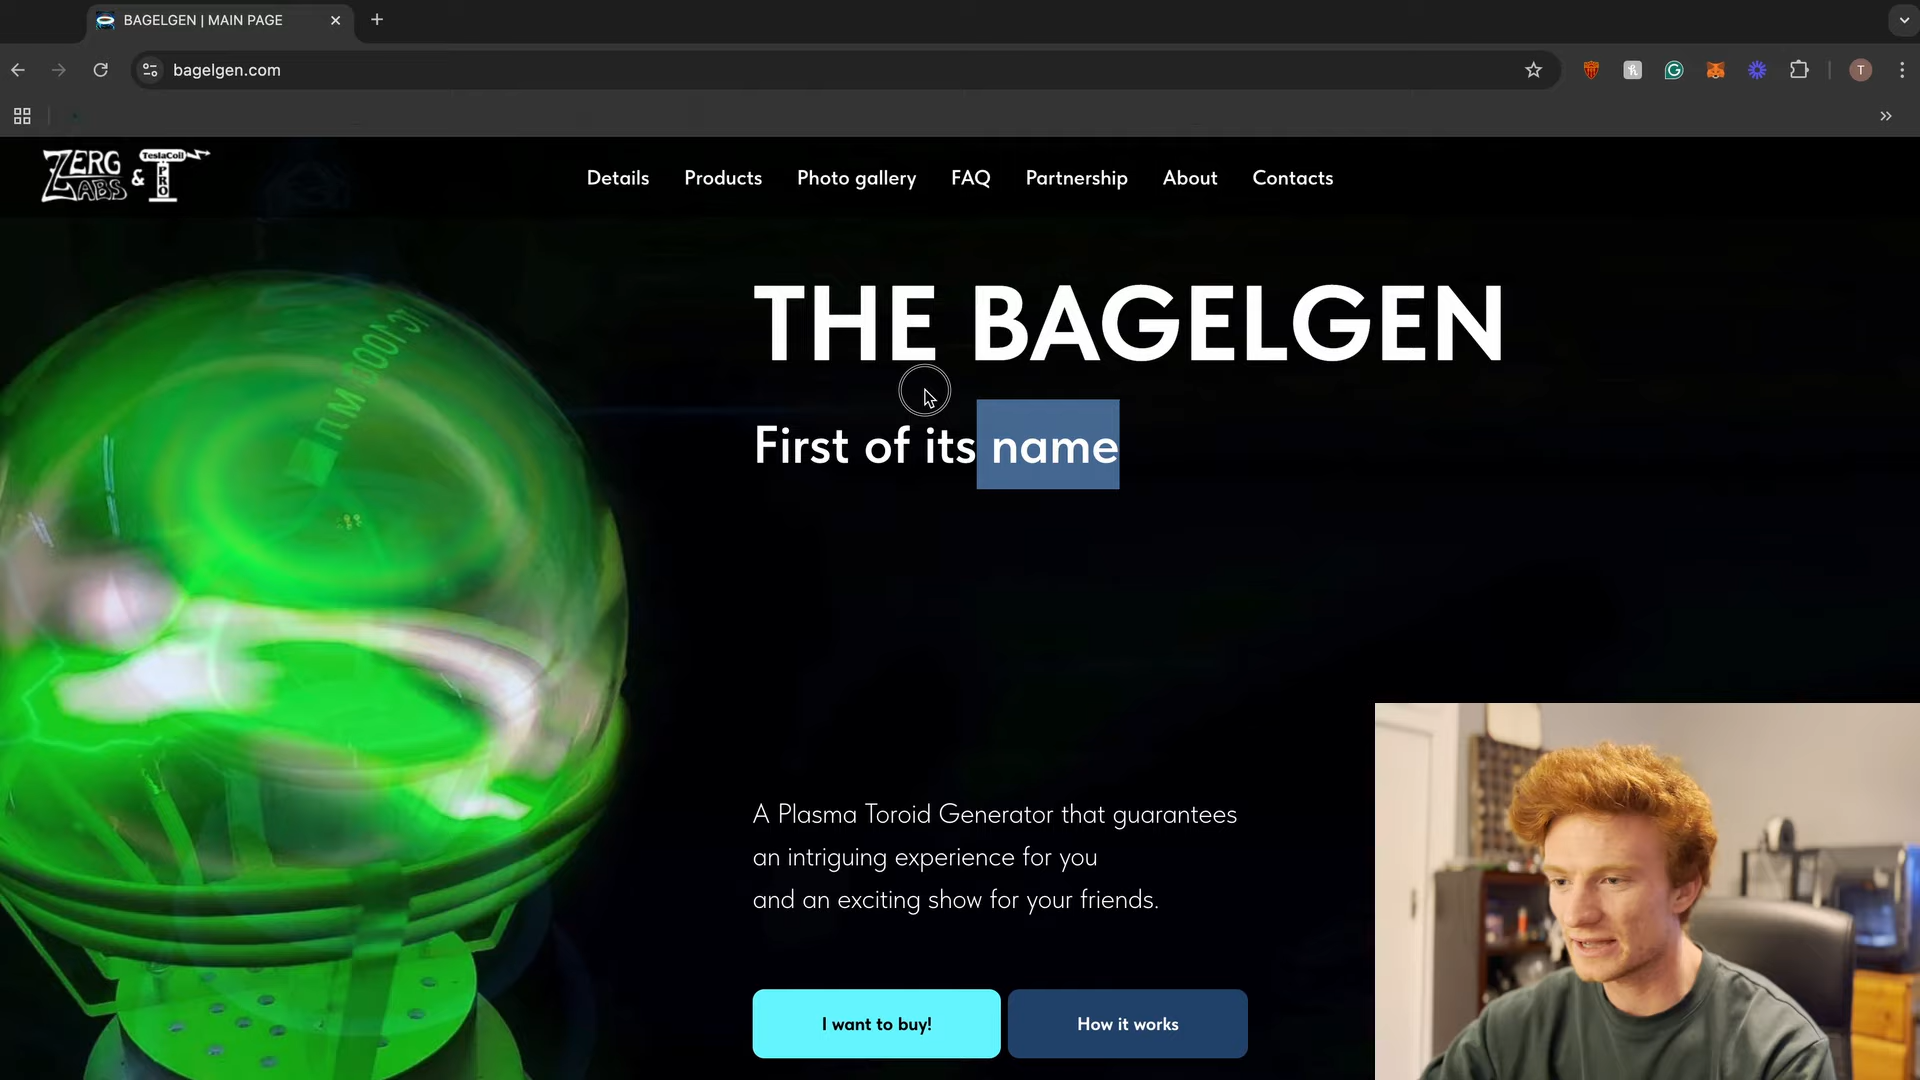 BAGELGEN | MAIN PAGE
bagelgen.com
T
ZERG LABS & TeslaCoil PRO
Details Products Photo gallery FAQ Partnership About Contacts
THE BAGELGEN
First of its name
A Plasma Toroid Generator that guarantees
an intriguing experience for you
and an exciting show for your friends.
I want to buy! How it works